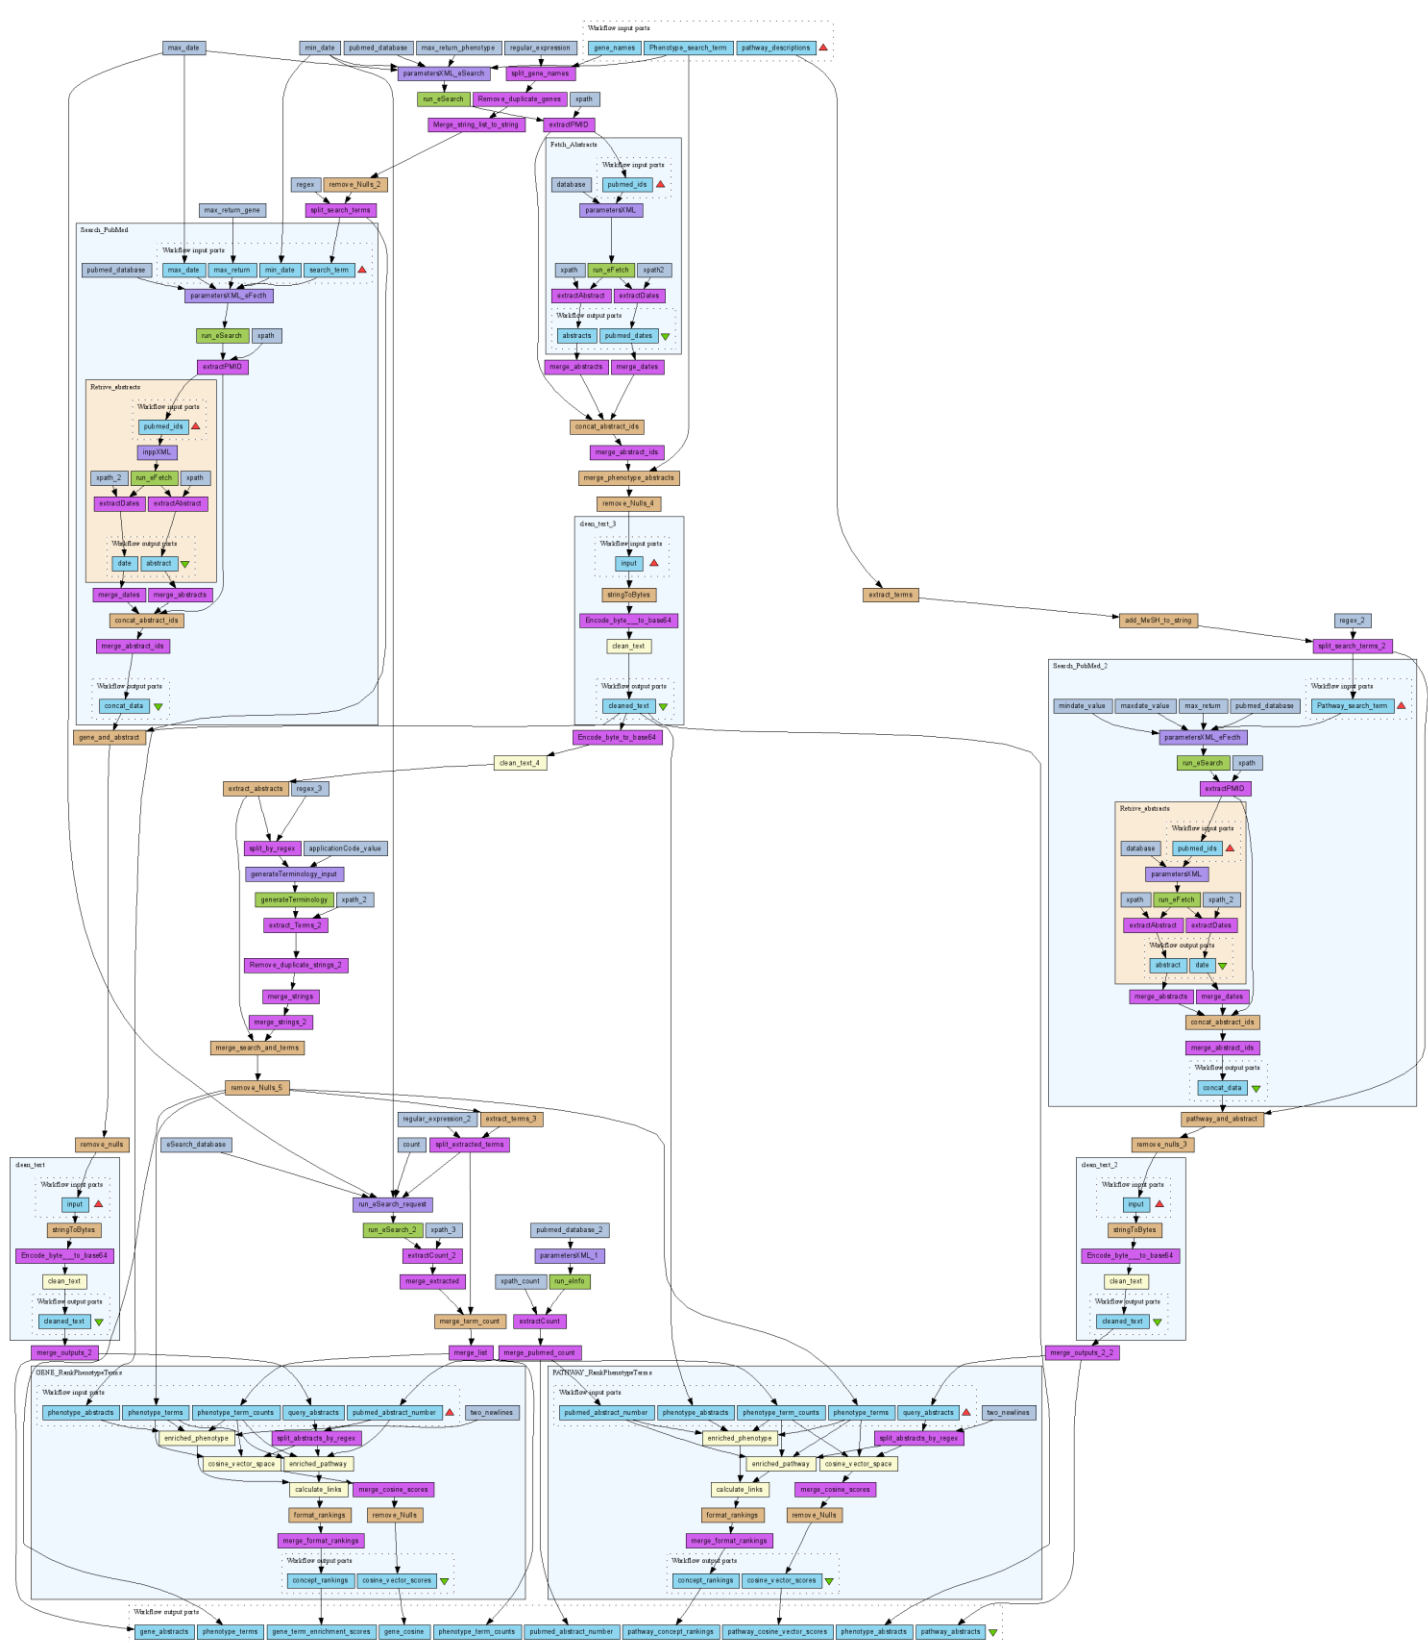 Workflow input ports
max_date
min_date
pubmed_database
max_return_phenotype
regular_expression
gene_names
Phenotype_search_term
pathway_descriptions
parametersXML_eSearch
split_gene_names
run_eSearch
Remove_duplicate_genes
xpath
Merge_string_list_to_string
extractPMID
Fetch_Abstracts
Workflow input ports
regex
remove_Nulls_2
database
pubmed_ids
max_return_gene
split_search_terms
parametersXML
Search_PubMed
Workflow input ports
pubmed_database
max_date
max_return
min_date
search_term
xpath
run_eFetch
xpath2
parametersXML_eFecth
extractAbstract
extractDates
Workflow output ports
run_eSearch
xpath
abstracts
pubmed_dates
extractPMID
merge_abstracts
merge_dates
Retrive_abstracts
Workflow input ports
pubmed_ids
concat_abstract_ids
inppXML
merge_abstract_ids
xpath_2
run_eFetch
xpath
merge_phenotype_abstracts
extractDates
extractAbstract
remove_Nulls_4
clean_text_3
Workflow output ports
Workflow input ports
date
abstract
input
merge_dates
merge_abstracts
stringToBytes
extract_terms
concat_abstract_ids
Encode_byte___to_base64
add_MeSH_to_string
regex_2
merge_abstract_ids
clean_text
split_search_terms_2
Search_PubMed_2
Workflow output ports
Workflow output ports
Workflow input ports
concat_data
cleaned_text
mindate_value
maxdate_value
max_return
pubmed_database
Pathway_search_term
gene_and_abstract
Encode_byte_to_base64
parametersXML_eFecth
clean_text_4
run_eSearch
xpath
extract_abstracts
regex_3
extractPMID
Retrive_abstracts
Workflow input ports
split_by_regex
applicationCode_value
database
pubmed_ids
generateTerminology_input
parametersXML
generateTerminology
xpath_2
xpath
run_eFetch
xpath_2
extract_Terms_2
extractAbstract
extractDates
Workflow output ports
Remove_duplicate_strings_2
abstract
date
merge_strings
merge_abstracts
merge_dates
merge_strings_2
concat_abstract_ids
merge_search_and_terms
merge_abstract_ids
Workflow output ports
remove_Nulls_5
concat_data
regular_expression_2
extract_terms_3
pathway_and_abstract
remove_nulls
eSearch_database
count
split_extracted_terms
remove_nulls_3
clean_text
clean_text_2
Workflow input ports
Workflow input ports
input
run_eSearch_request
input
stringToBytes
run_eSearch_2
xpath_3
pubmed_database_2
stringToBytes
Encode_byte___to_base64
extractCount_2
parametersXML_1
Encode_byte___to_base64
clean_text
merge_extracted
xpath_count
run_eInfo
clean_text
Workflow output ports
Workflow output ports
cleaned_text
merge_term_count
extractCount
cleaned_text
merge_outputs_2
merge_list
merge_pubmed_count
merge_outputs_2_2
GENE_RankPhenotypeTerms
PATHWAY_RankPhenotypeTerms
Workflow input ports
Workflow input ports
phenotype_abstracts
phenotype_terms
phenotype_term_counts
query_abstracts
pubmed_abstract_number
two_newlines
pubmed_abstract_number
phenotype_abstracts
phenotype_term_counts
phenotype_terms
query_abstracts
two_newlines
enriched_phenotype
split_abstracts_by_regex
enriched_phenotype
split_abstracts_by_regex
cosine_vector_space
enriched_pathway
enriched_pathway
cosine_vector_space
calculate_links
merge_cosine_scores
calculate_links
merge_cosine_scores
format_rankings
remove_Nulls
format_rankings
remove_Nulls
merge_format_rankings
merge_format_rankings
Workflow output ports
Workflow output ports
concept_rankings
cosine_vector_scores
concept_rankings
cosine_vector_scores
Workflow output ports
gene_abstracts
phenotype_terms
gene_term_enrichment_scores
gene_cosine
phenotype_term_counts
pubmed_abstract_number
pathway_concept_rankings
pathway_cosine_vector_scores
phenotype_abstracts
pathway_abstracts